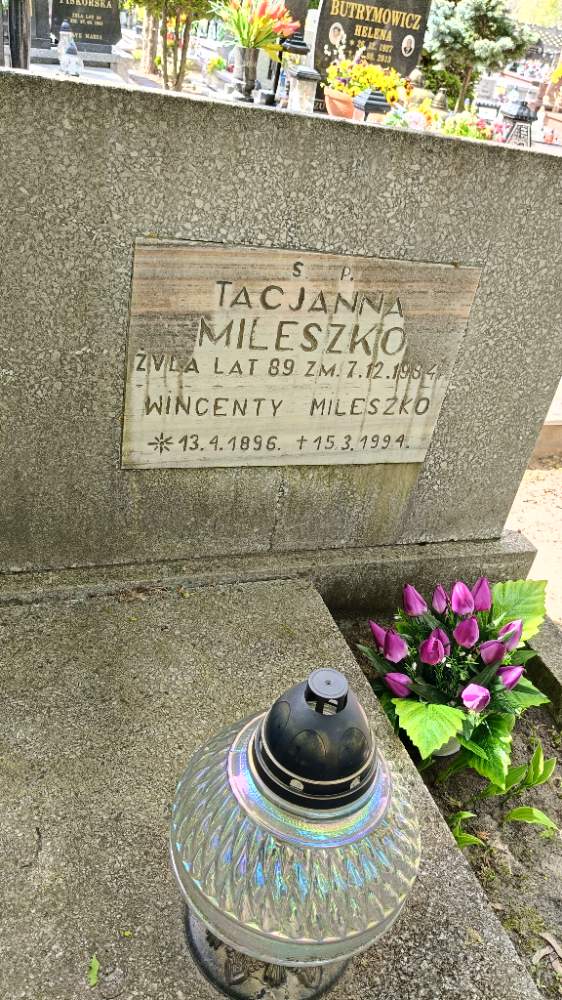 PISKORSKA
BUTRYMOWICZ
HELENA
S P.
TACJANNA
MILESZKO
ŻYŁA LAT 89 ZM. 7.12.1984.
WINCENTY MILESZKO
13.4.1896. +15.3.1994.